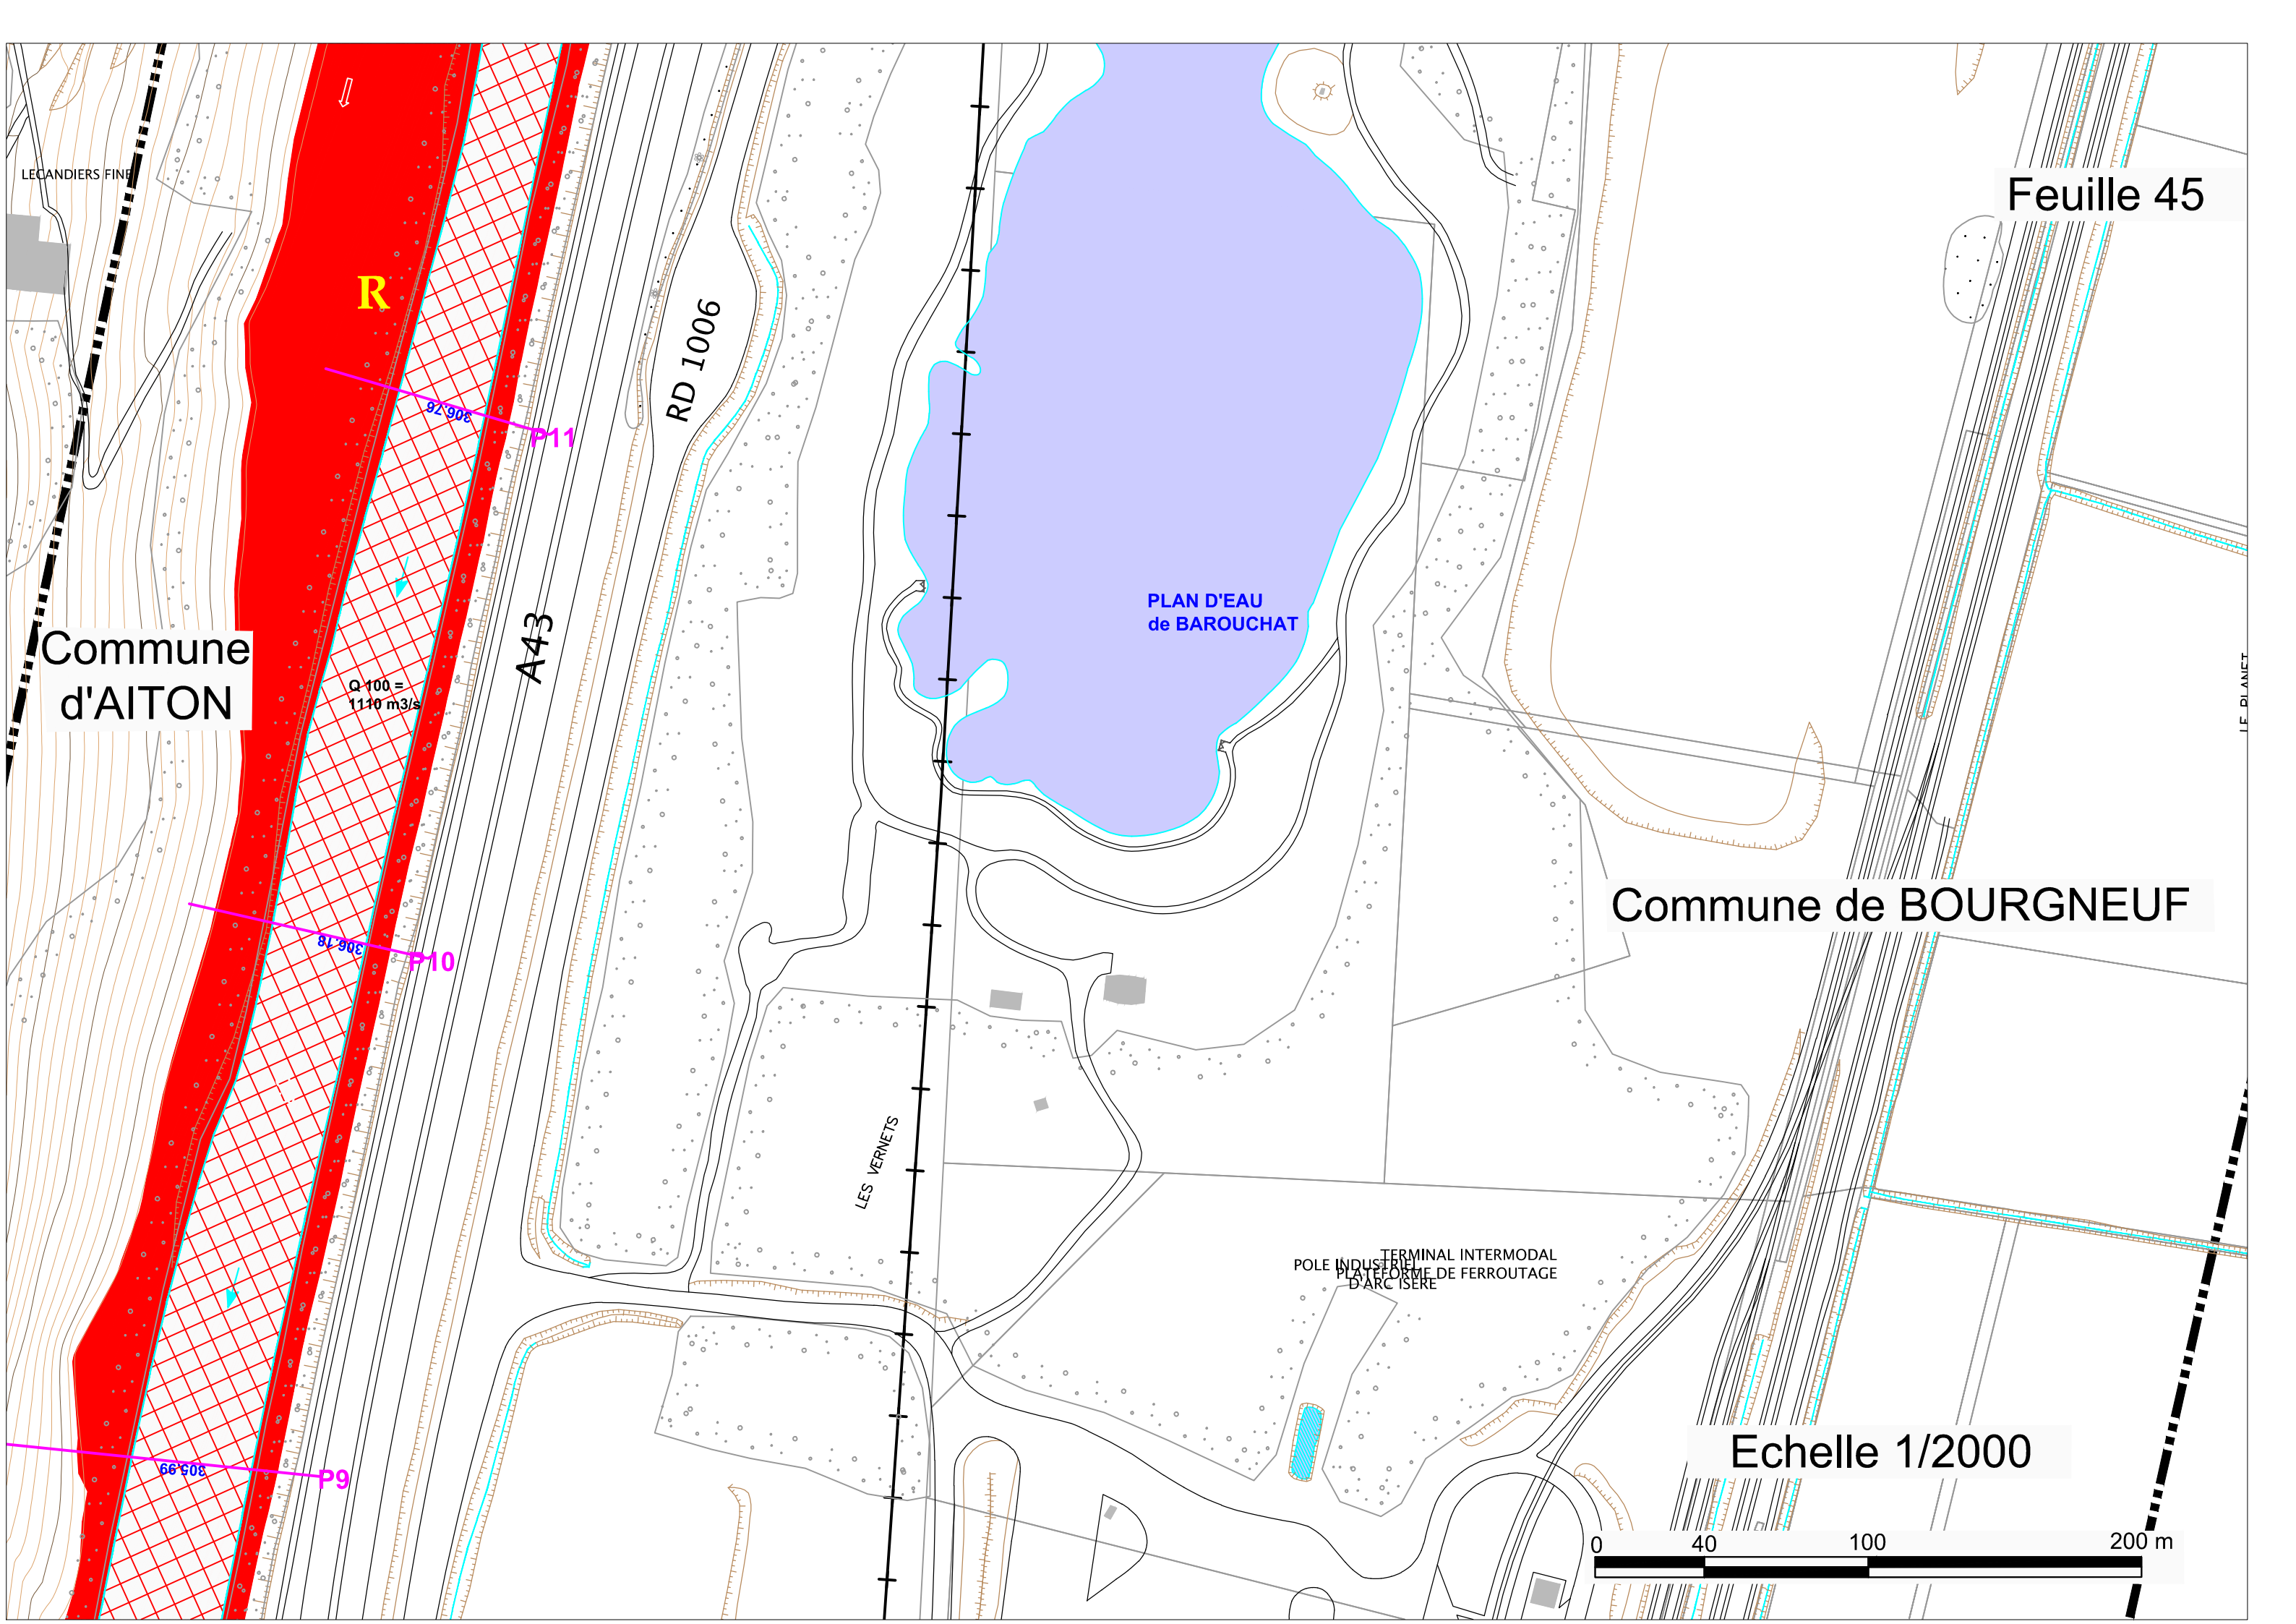 Feuille 45
LECANDIERS FINE
R
RD 1006
306.76
P11
A43
PLAN D'EAU
de BAROUCHAT
Commune
d'AITON
Q 100 =
1110 m3/s
LE PLANET
Commune de BOURGNEUF
306.18
P10
LES VERNETS
TERMINAL INTERMODAL
POLE INDUSTRIEL
PLATEFORME DE FERROUTAGE
D'ARC ISERE
305.99
P9
Echelle 1/2000
0 40 100 200 m